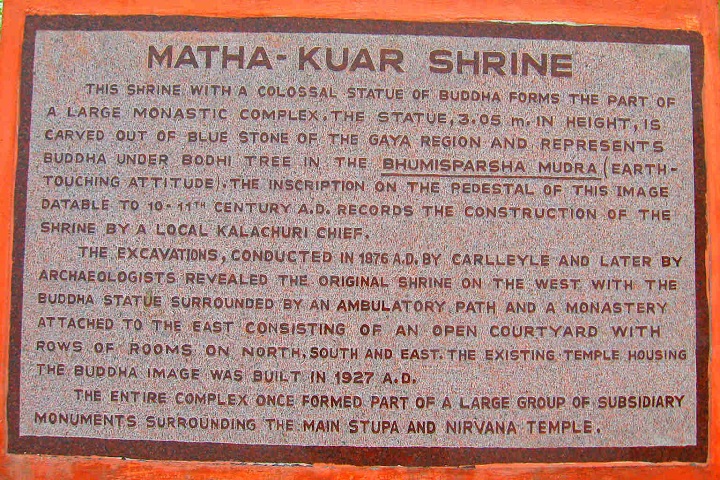 MATHA-KUAR SHRINE
THIS SHRINE WITH A COLOSSAL STATUE OF BUDDHA FORMS THE PART OF
A LARGE MONASTIC COMPLEX. THE STATUE, 3.05 m. IN HEIGHT, IS
CARVED OUT OF BLUE STONE OF THE GAYA REGION AND REPRESENTS
BUDDHA UNDER BODHI TREE IN THE BHUMISPARSHA MUDRA (EARTH-
TOUCHING ATTITUDE). THE INSCRIPTION ON THE PEDESTAL OF THIS IMAGE
DATABLE TO 10-11TH CENTURY A.D. RECORDS THE CONSTRUCTION OF THE
SHRINE BY A LOCAL KALACHURI CHIEF.
THE EXCAVATIONS, CONDUCTED IN 1876 A.D. BY CARLLEYLE AND LATER BY
ARCHAEOLOGISTS REVEALED THE ORIGINAL SHRINE ON THE WEST WITH THE
BUDDHA STATUE SURROUNDED BY AN AMBULATORY PATH AND A MONASTERY
ATTACHED TO THE EAST CONSISTING OF AN OPEN COURTYARD WITH
ROWS OF ROOMS ON NORTH, SOUTH AND EAST. THE EXISTING TEMPLE HOUSING
THE BUDDHA IMAGE WAS BUILT IN 1927 A.D.
THE ENTIRE COMPLEX ONCE FORMED PART OF A LARGE GROUP OF SUBSIDIARY
MONUMENTS SURROUNDING THE MAIN STUPA AND NIRVANA TEMPLE.